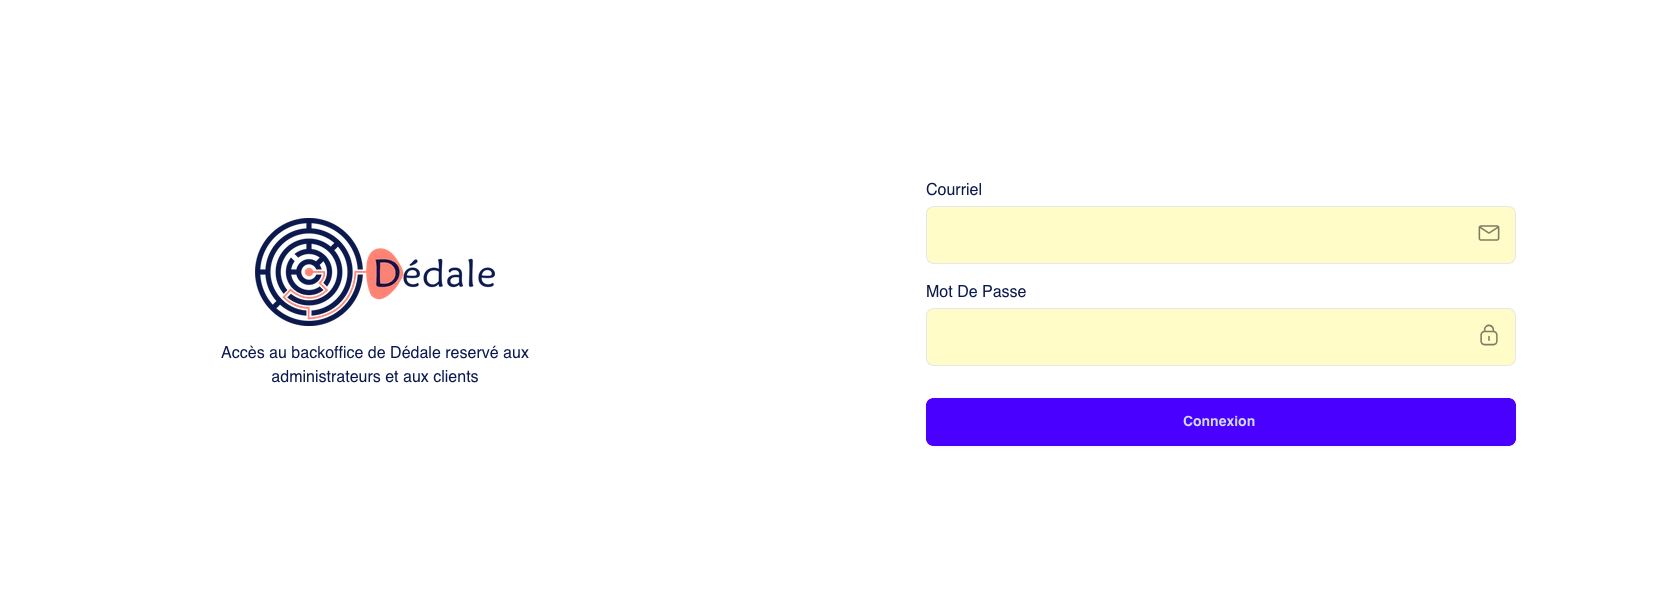 Dédale
Accès au backoffice de Dédale reservé aux
administrateurs et aux clients
Courriel
Mot De Passe
Connexion